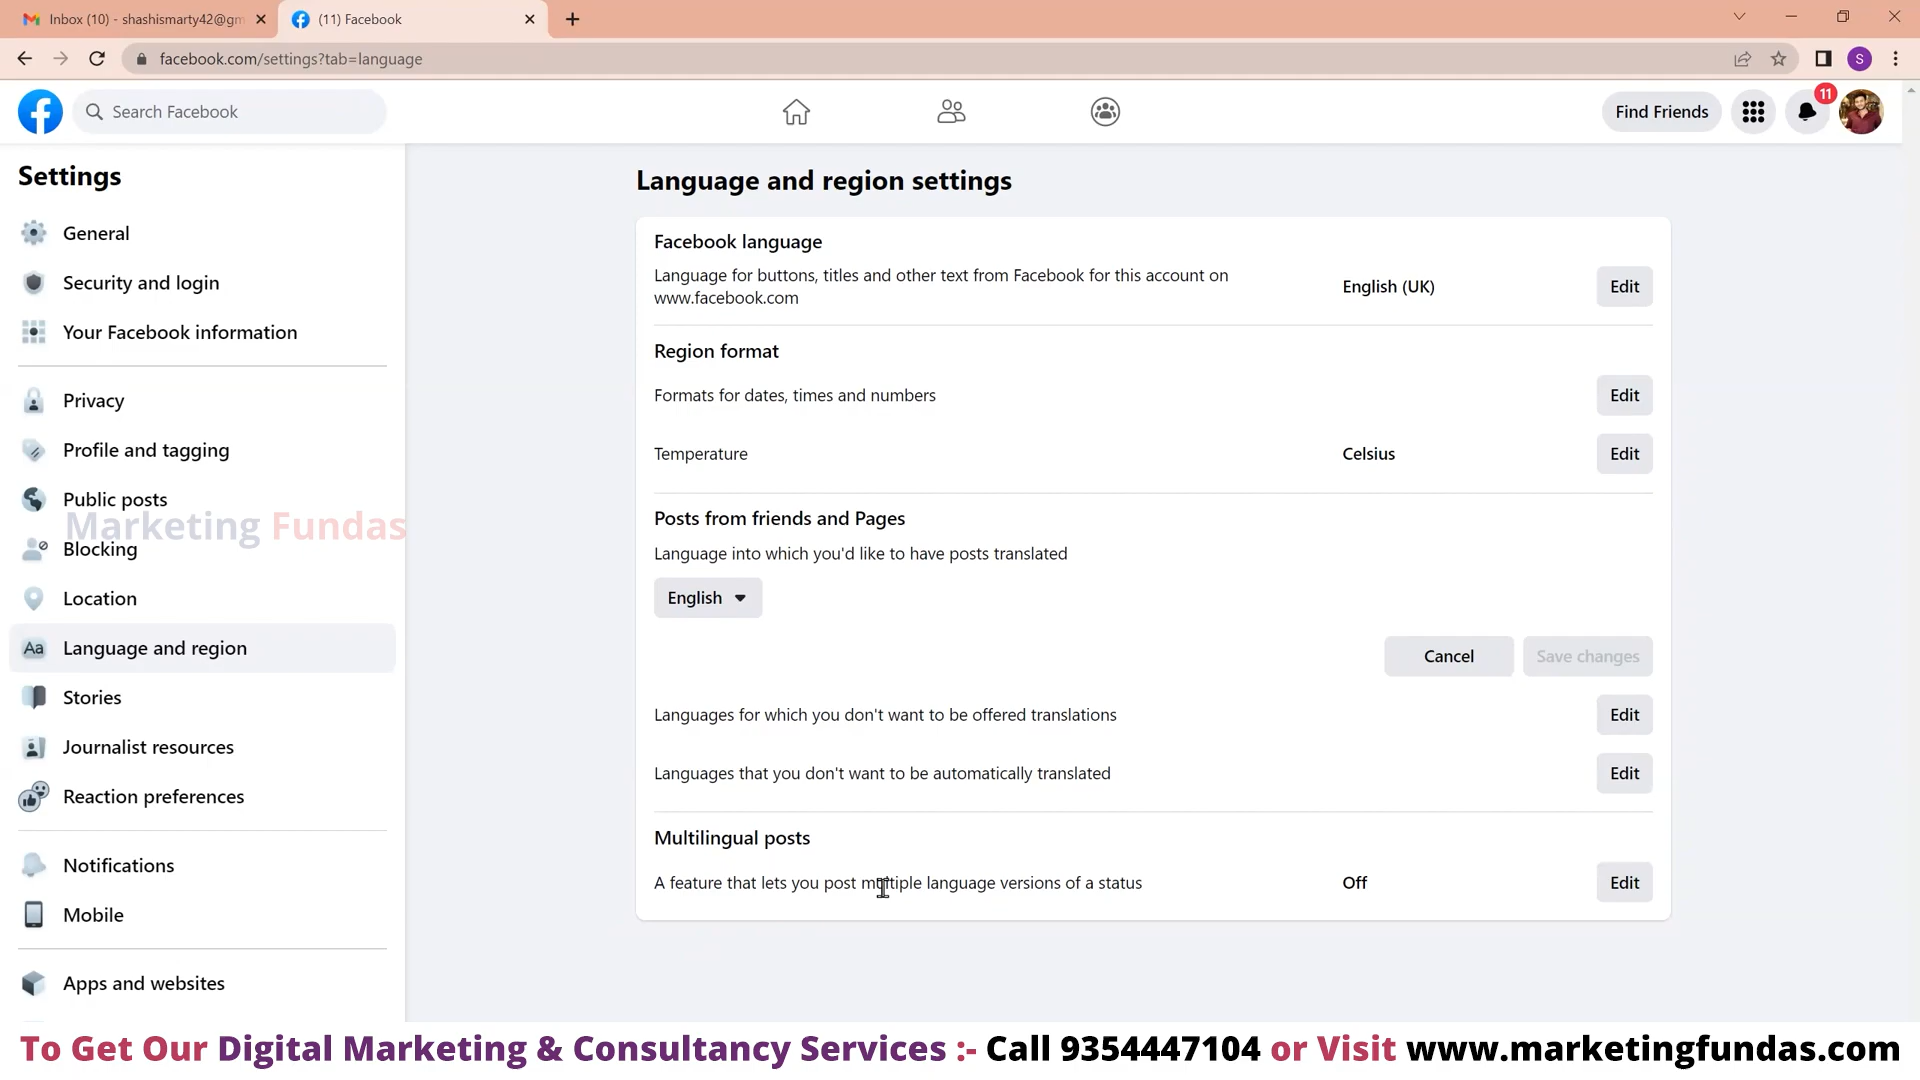 Inbox (10) - shashismarty42@gm
(11) Facebook
facebook.com/settings?tab=language
S
Search Facebook
Find Friends
11
Settings
General
Security and login
Your Facebook information
Privacy
Profile and tagging
Public posts
Marketing Fundas
Blocking
Location
Aa Language and region
Stories
Journalist resources
Reaction preferences
Notifications
Mobile
Apps and websites
Language and region settings
Facebook language
Language for buttons, titles and other text from Facebook for this account on
www.facebook.com
English (UK)
Edit
Region format
Formats for dates, times and numbers
Edit
Temperature
Celsius
Edit
Posts from friends and Pages
Language into which you'd like to have posts translated
English
Cancel
Save changes
Languages for which you don't want to be offered translations
Edit
Languages that you don't want to be automatically translated
Edit
Multilingual posts
A feature that lets you post multiple language versions of a status
Off
Edit
To Get Our Digital Marketing & Consultancy Services :- Call 9354447104 or Visit www.marketingfundas.com